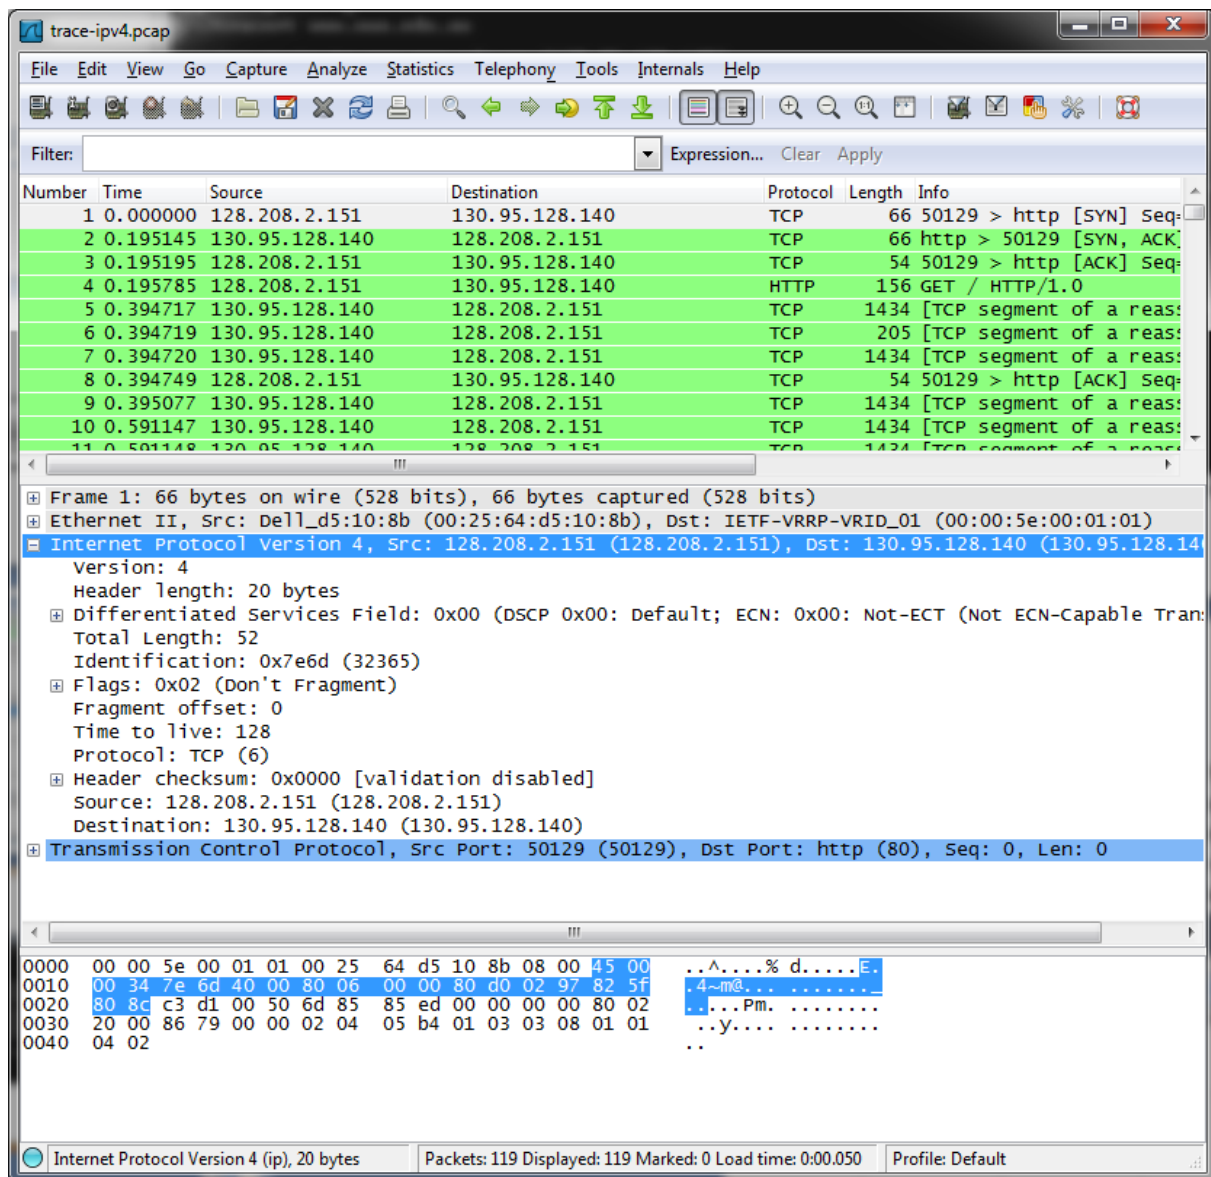 trace-ipv4.pcap
File Edit View Go Capture Analyze Statistics Telephony Tools Internals Help
Filter: Expression... Clear Apply
Number Time Source Destination Protocol Length Info
1 0.000000 128.208.2.151 130.95.128.140 TCP 66 50129 > http [SYN] Seq=
2 0.195145 130.95.128.140 128.208.2.151 TCP 66 http > 50129 [SYN, ACK]
3 0.195195 128.208.2.151 130.95.128.140 TCP 54 50129 > http [ACK] Seq=
4 0.195785 128.208.2.151 130.95.128.140 HTTP 156 GET / HTTP/1.0
5 0.394717 130.95.128.140 128.208.2.151 TCP 1434 [TCP segment of a reas
6 0.394719 130.95.128.140 128.208.2.151 TCP 205 [TCP segment of a reas
7 0.394720 130.95.128.140 128.208.2.151 TCP 1434 [TCP segment of a reas
8 0.394749 128.208.2.151 130.95.128.140 TCP 54 50129 > http [ACK] Seq=
9 0.395077 130.95.128.140 128.208.2.151 TCP 1434 [TCP segment of a reas
10 0.591147 130.95.128.140 128.208.2.151 TCP 1434 [TCP segment of a reas
11 0.591148 130.95.128.140 128.208.2.151 TCP 1434 [TCP segment of a reas
Frame 1: 66 bytes on wire (528 bits), 66 bytes captured (528 bits)
Ethernet II, Src: Dell_d5:10:8b (00:25:64:d5:10:8b), Dst: IETF-VRRP-VRID_01 (00:00:5e:00:01:01)
Internet Protocol Version 4, Src: 128.208.2.151 (128.208.2.151), Dst: 130.95.128.140 (130.95.128.14
Version: 4
Header length: 20 bytes
Differentiated Services Field: 0x00 (DSCP 0x00: Default; ECN: 0x00: Not-ECT (Not ECN-Capable Tran
Total Length: 52
Identification: 0x7e6d (32365)
Flags: 0x02 (Don't Fragment)
Fragment offset: 0
Time to live: 128
Protocol: TCP (6)
Header checksum: 0x0000 [validation disabled]
Source: 128.208.2.151 (128.208.2.151)
Destination: 130.95.128.140 (130.95.128.140)
Transmission Control Protocol, Src Port: 50129 (50129), Dst Port: http (80), Seq: 0, Len: 0
0000 00 00 5e 00 01 01 00 25 64 d5 10 8b 08 00 45 00 ..^....% d.....E.
0010 00 34 7e 6d 40 00 80 06 00 00 80 d0 02 97 82 5f .4~m@... ......._
0020 80 8c c3 d1 00 50 6d 85 85 ed 00 00 00 00 80 02 .....Pm. ........
0030 20 00 86 79 00 00 02 04 05 b4 01 03 03 08 01 01 ..y.... ........
0040 04 02 ..
Internet Protocol Version 4 (ip), 20 bytes Packets: 119 Displayed: 119 Marked: 0 Load time: 0:00.050 Profile: Default